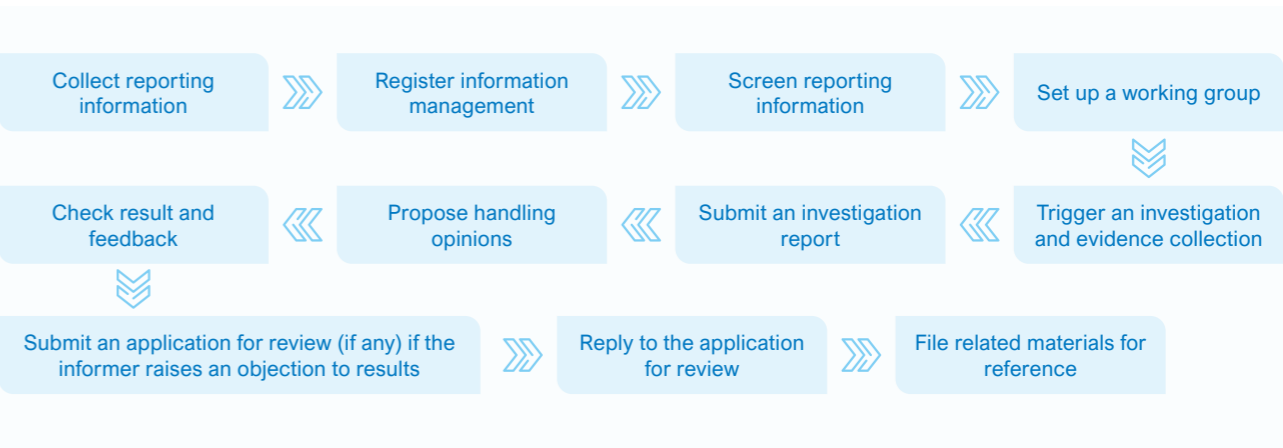 Collect reporting
information
Register information
management
Screen reporting
information
Set up a working group
Trigger an investigation
and evidence collection
Submit an investigation
report
Propose handling
opinions
Check result and
feedback
Submit an application for review (if any) if the
informer raises an objection to results
Reply to the application
for review
File related materials for
reference